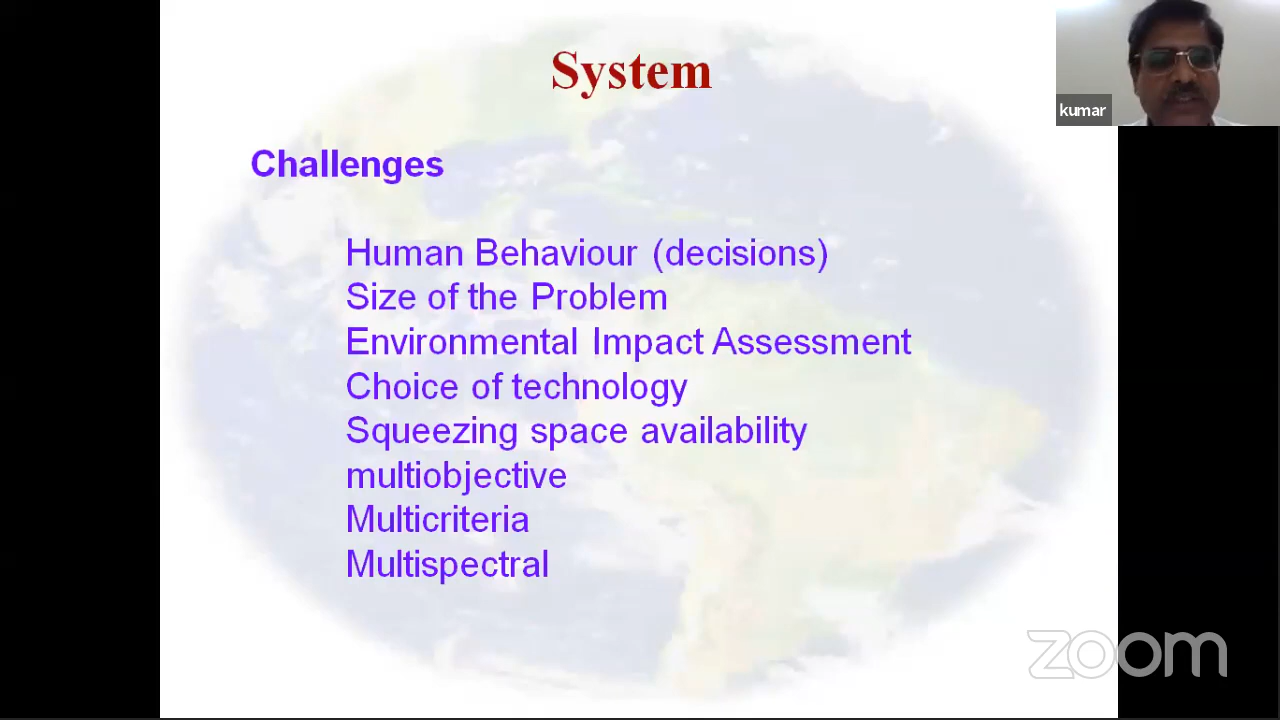 System
kumar
Challenges
Human Behaviour (decisions)
Size of the Problem
Environmental Impact Assessment
Choice of technology
Squeezing space availability
multiobjective
Multicriteria
Multispectral
zoom